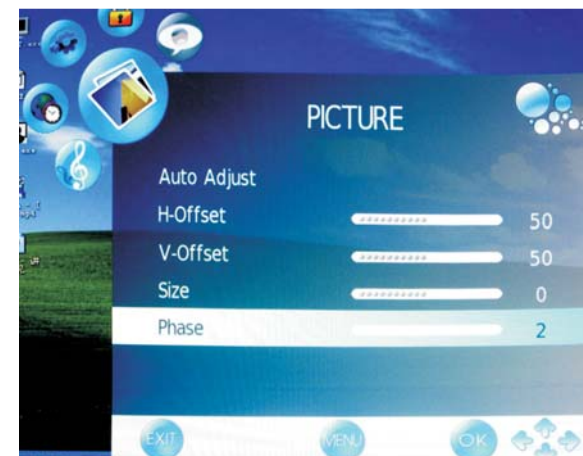 PICTURE
Auto Adjust
H-Offset 50
V-Offset 50
Size 0
Phase 2
EXIT MENU OK